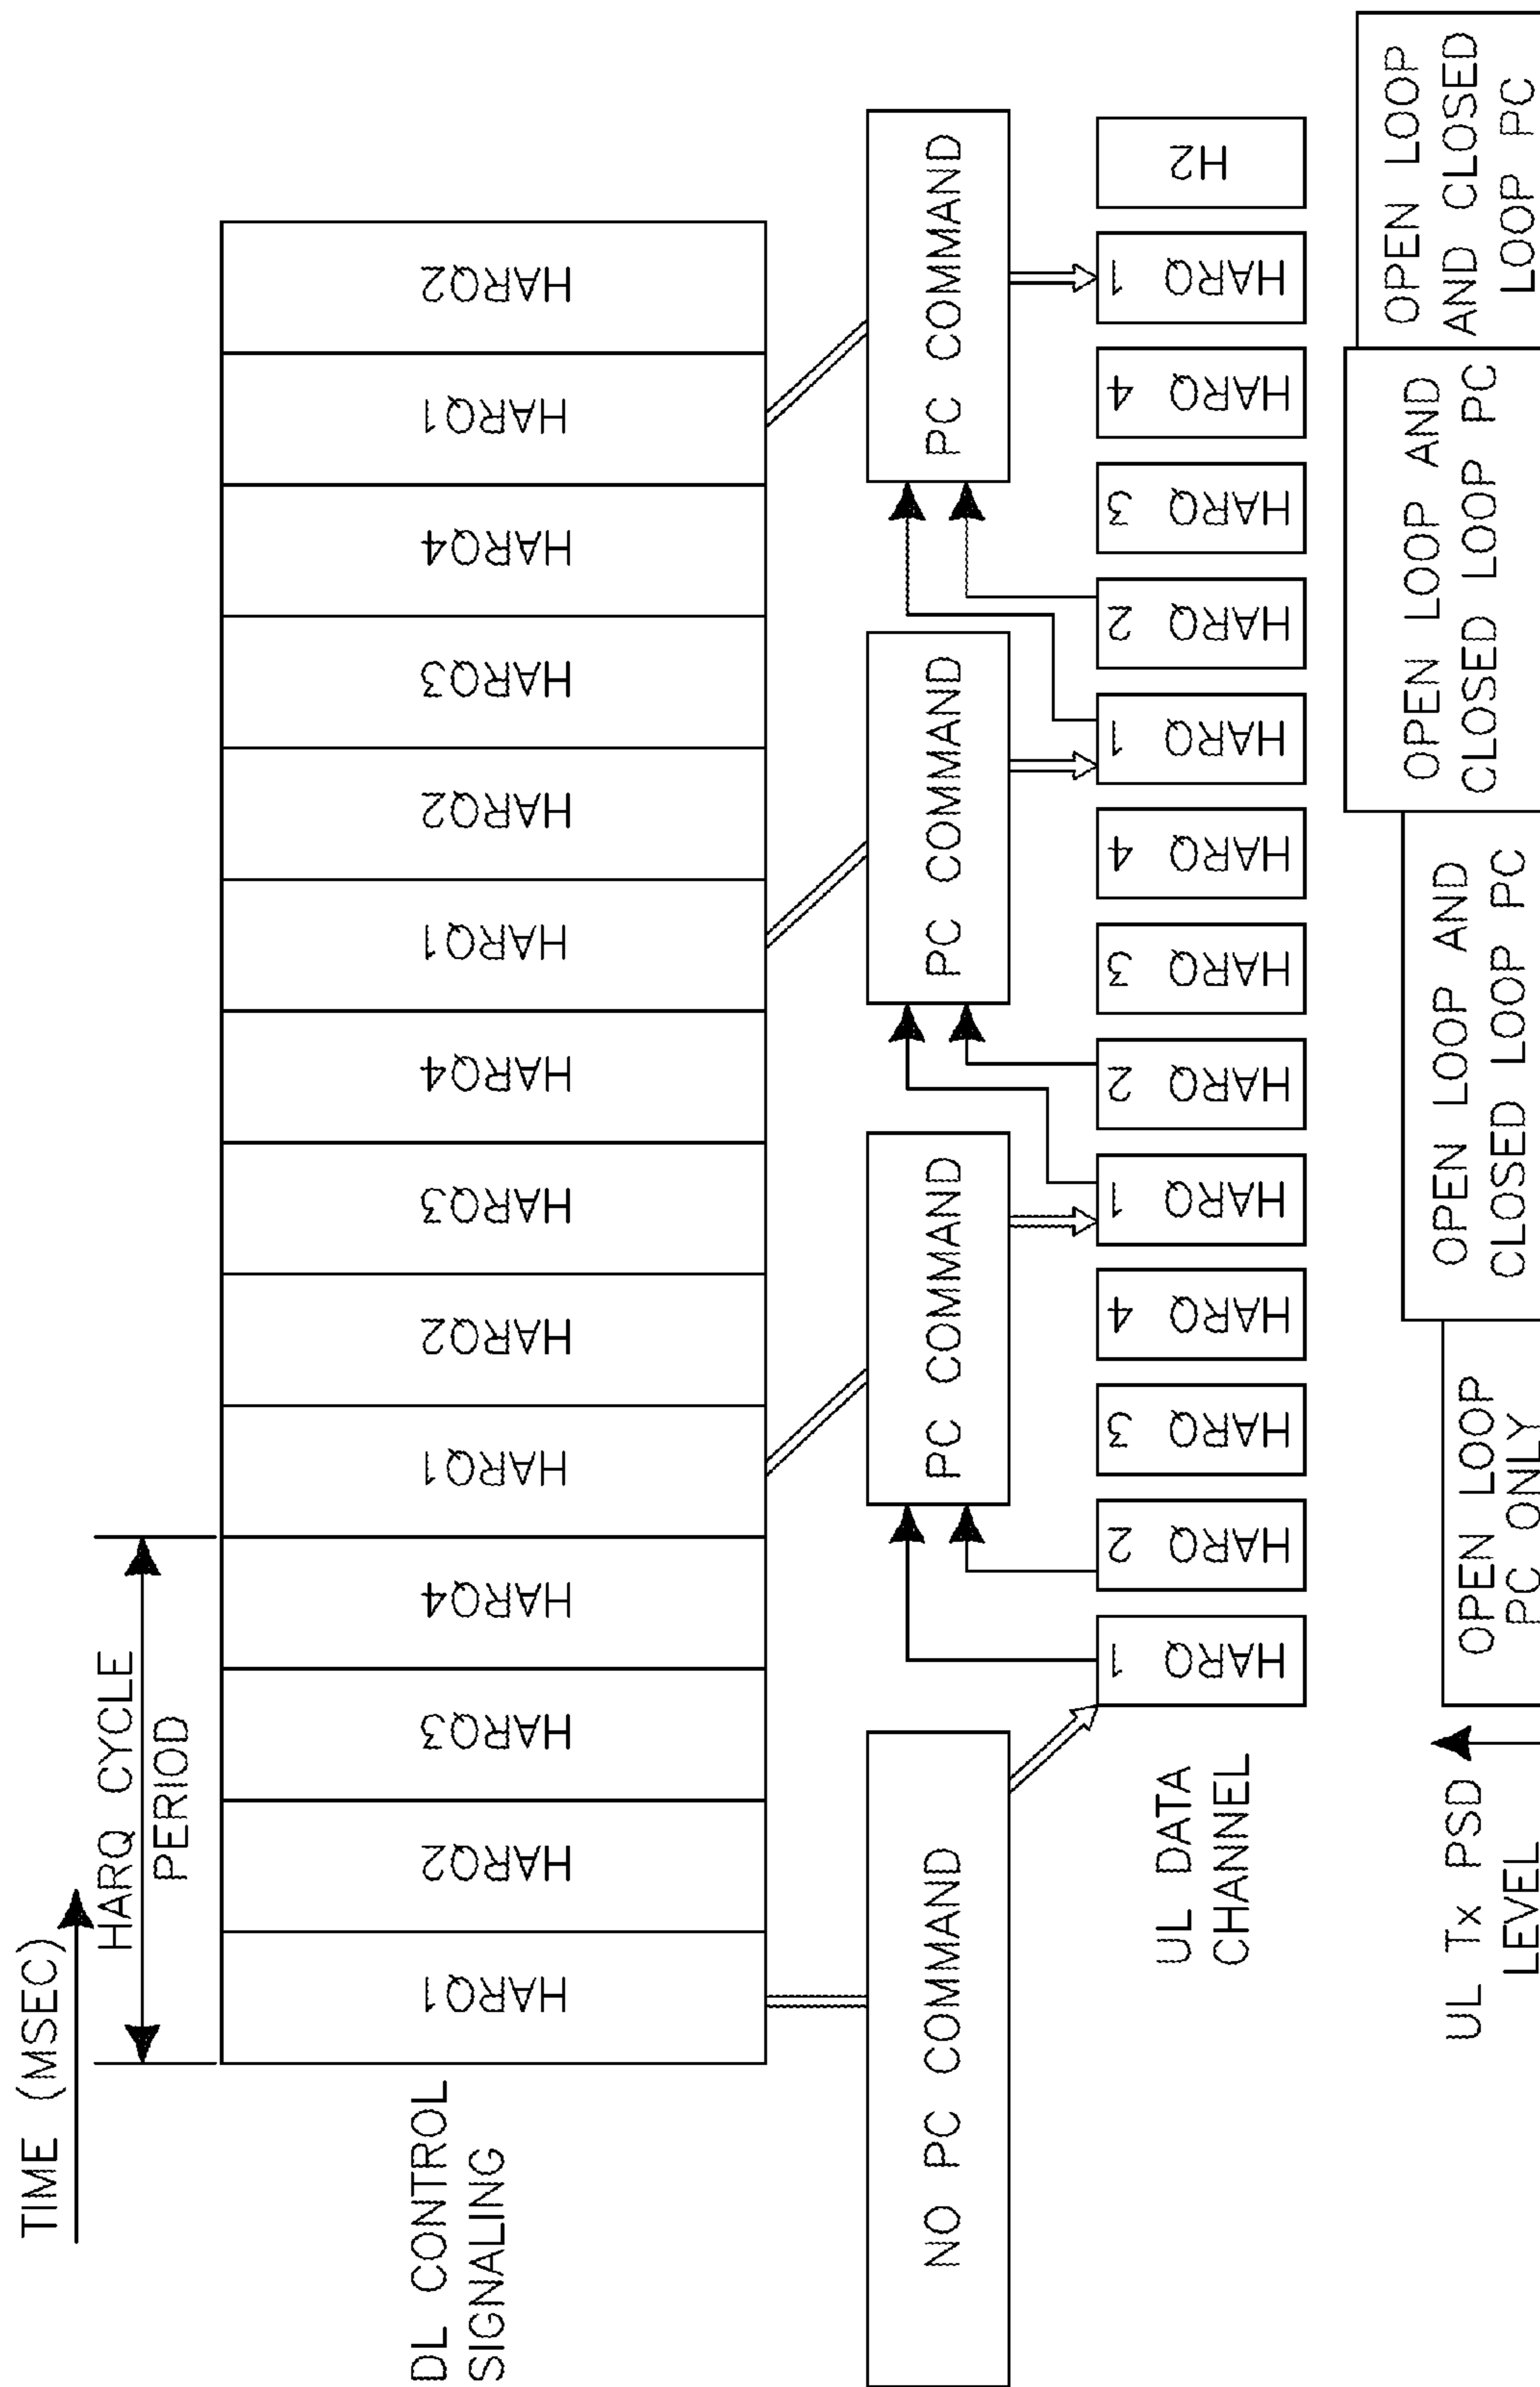 TIME (MSEC)
HARQ CYCLE
PERIOD
DL CONTROL
SIGNALING
HARQ1
HARQ2
HARQ3
HARQ4
HARQ1
HARQ2
HARQ3
HARQ4
HARQ1
HARQ2
HARQ3
HARQ4
HARQ1
HARQ2
NO PC COMMAND
PC COMMAND
PC COMMAND
PC COMMAND
UL DATA
CHANNEL
HARQ 1
HARQ 2
HARQ 3
HARQ 4
HARQ 1
HARQ 2
HARQ 3
HARQ 4
HARQ 1
HARQ 2
HARQ 3
HARQ 4
HARQ 1
H2
UL Tx PSD
LEVEL
OPEN LOOP
PC ONLY
OPEN LOOP AND
CLOSED LOOP PC
OPEN LOOP AND
CLOSED LOOP PC
OPEN LOOP
AND CLOSED
LOOP PC